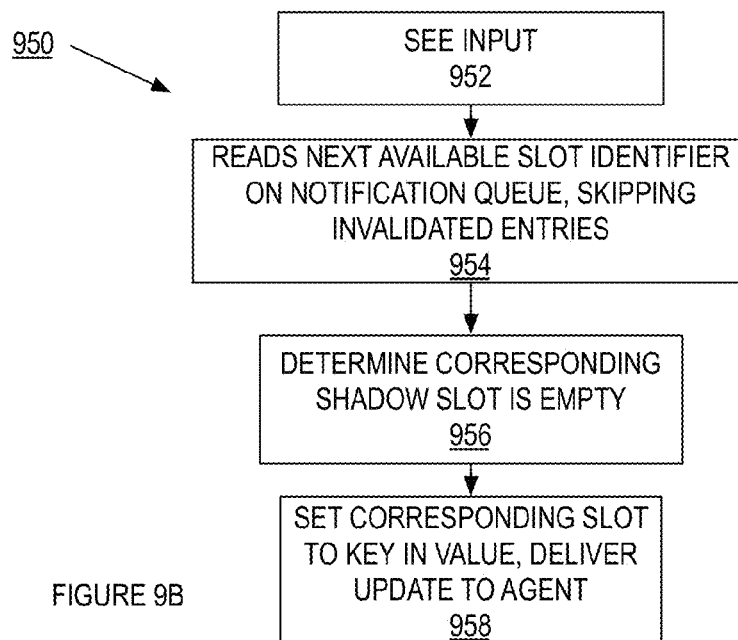 950
SEE INPUT
952
READS NEXT AVAILABLE SLOT IDENTIFIER
ON NOTIFICATION QUEUE, SKIPPING
INVALIDATED ENTRIES
954
DETERMINE CORRESPONDING
SHADOW SLOT IS EMPTY
956
SET CORRESPONDING SLOT
TO KEY IN VALUE, DELIVER
UPDATE TO AGENT
958
FIGURE 9B